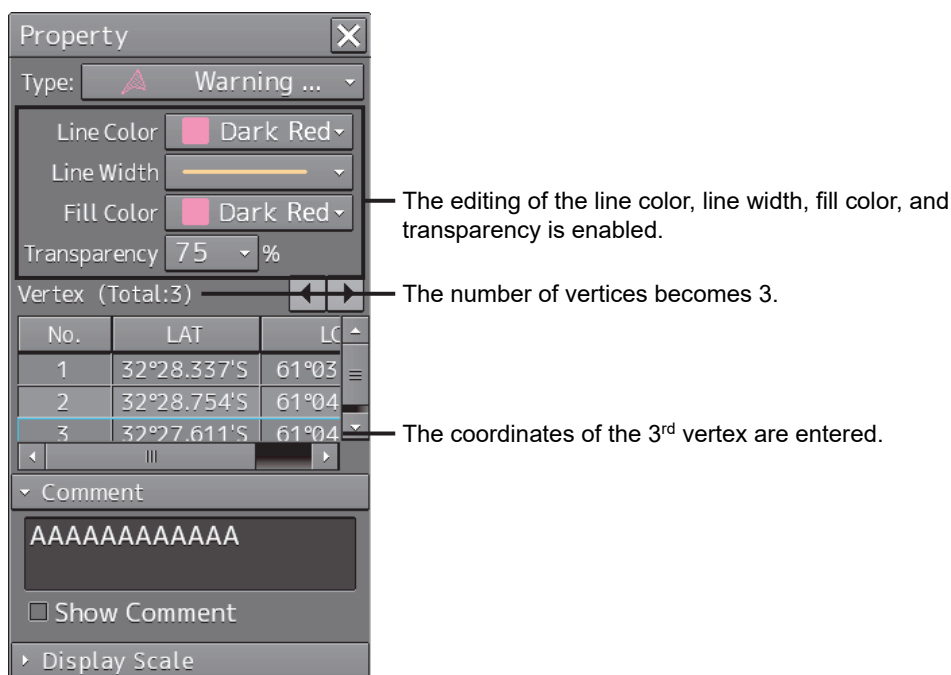 Property
Type: Warning ...
Line Color Dark Red
Line Width
Fill Color Dark Red
Transparency 75 %
The editing of the line color, line width, fill color, and
transparency is enabled.
Vertex (Total:3)
The number of vertices becomes 3.
No. LAT
1 32°28.337'S 61°03
2 32°28.754'S 61°04
3 32°27.611'S 61°04
The coordinates of the 3rd vertex are entered.
Comment
AAAAAAAAAAAA
Show Comment
Display Scale